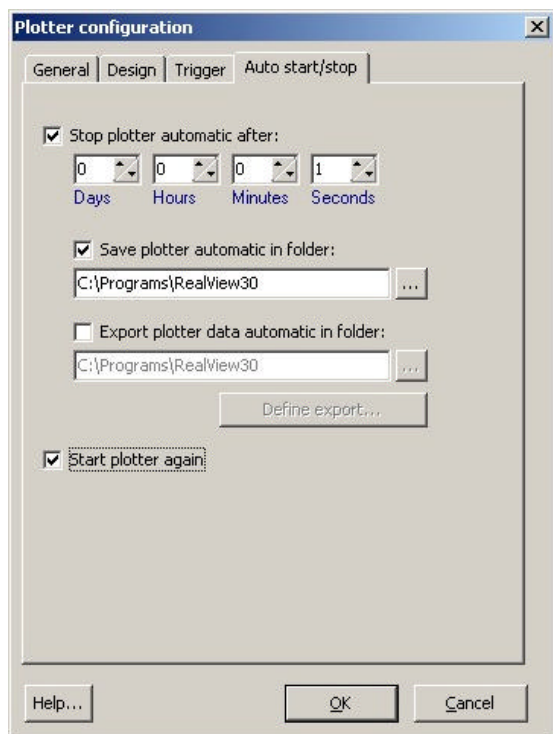 Plotter configuration
General Design Trigger Auto start/stop
Stop plotter automatic after:
0 0 0 1
Days Hours Minutes Seconds
Save plotter automatic in folder:
C:\Programs\RealView30 ...
Export plotter data automatic in folder:
C:\Programs\RealView30 ...
Define export...
Start plotter again
Help... OK Cancel